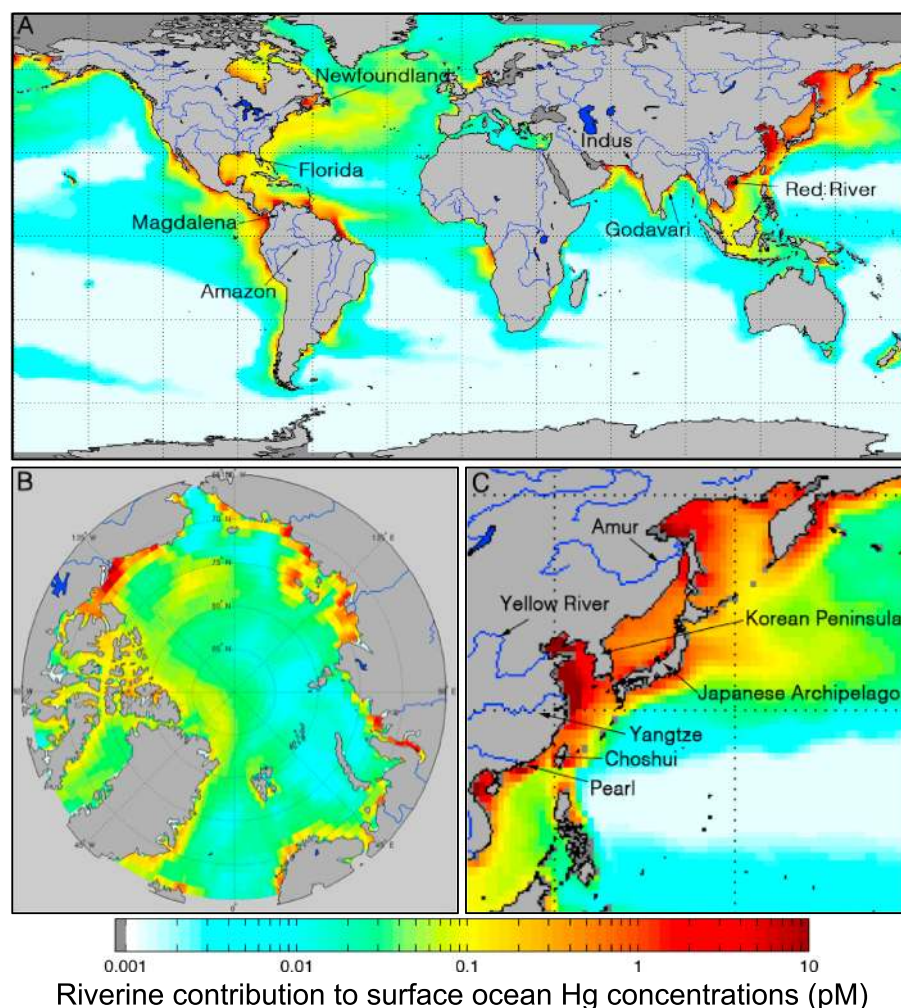 A
Newfoundland
Indus
Florida
Red River
Magdalena
Godavari
Amazon
B
C
Amur
Yellow River
Korean Peninsula
Japanese Archipelago
Yangtze
Choshui
Pearl
0.001 0.01 0.1 1 10
Riverine contribution to surface ocean Hg concentrations (pM)